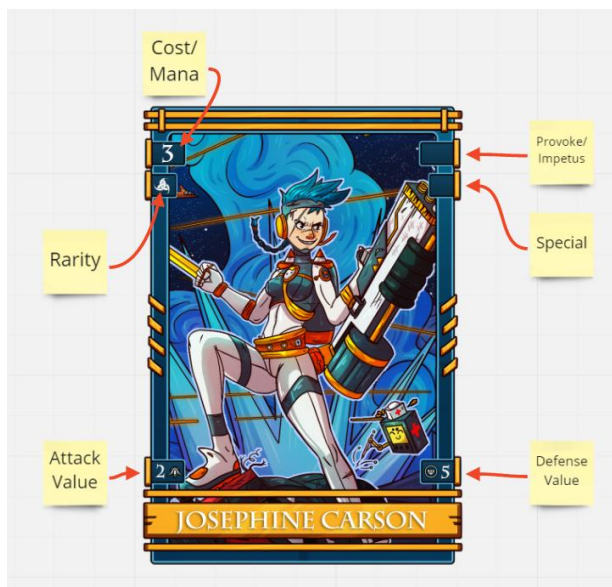 Cost/
Mana
3
Provoke/
Impetus
Rarity
Special
Attack
Value
2
5
Defense
Value
JOSEPHINE CARSON